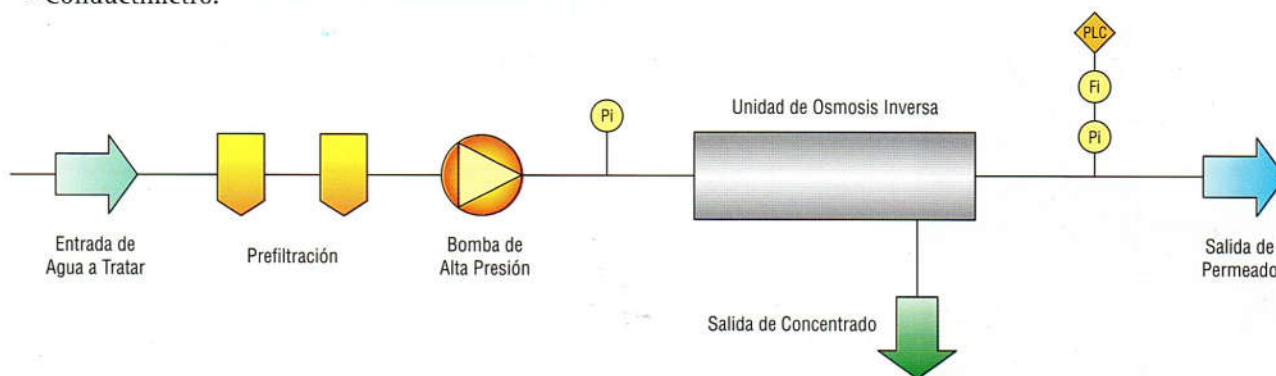 Conductímetro.
PLC
Fi
Pi
Pi
Unidad de Osmosis Inversa
Entrada de
Agua a Tratar
Prefiltración
Bomba de
Alta Presión
Salida de
Permeado
Salida de Concentrado